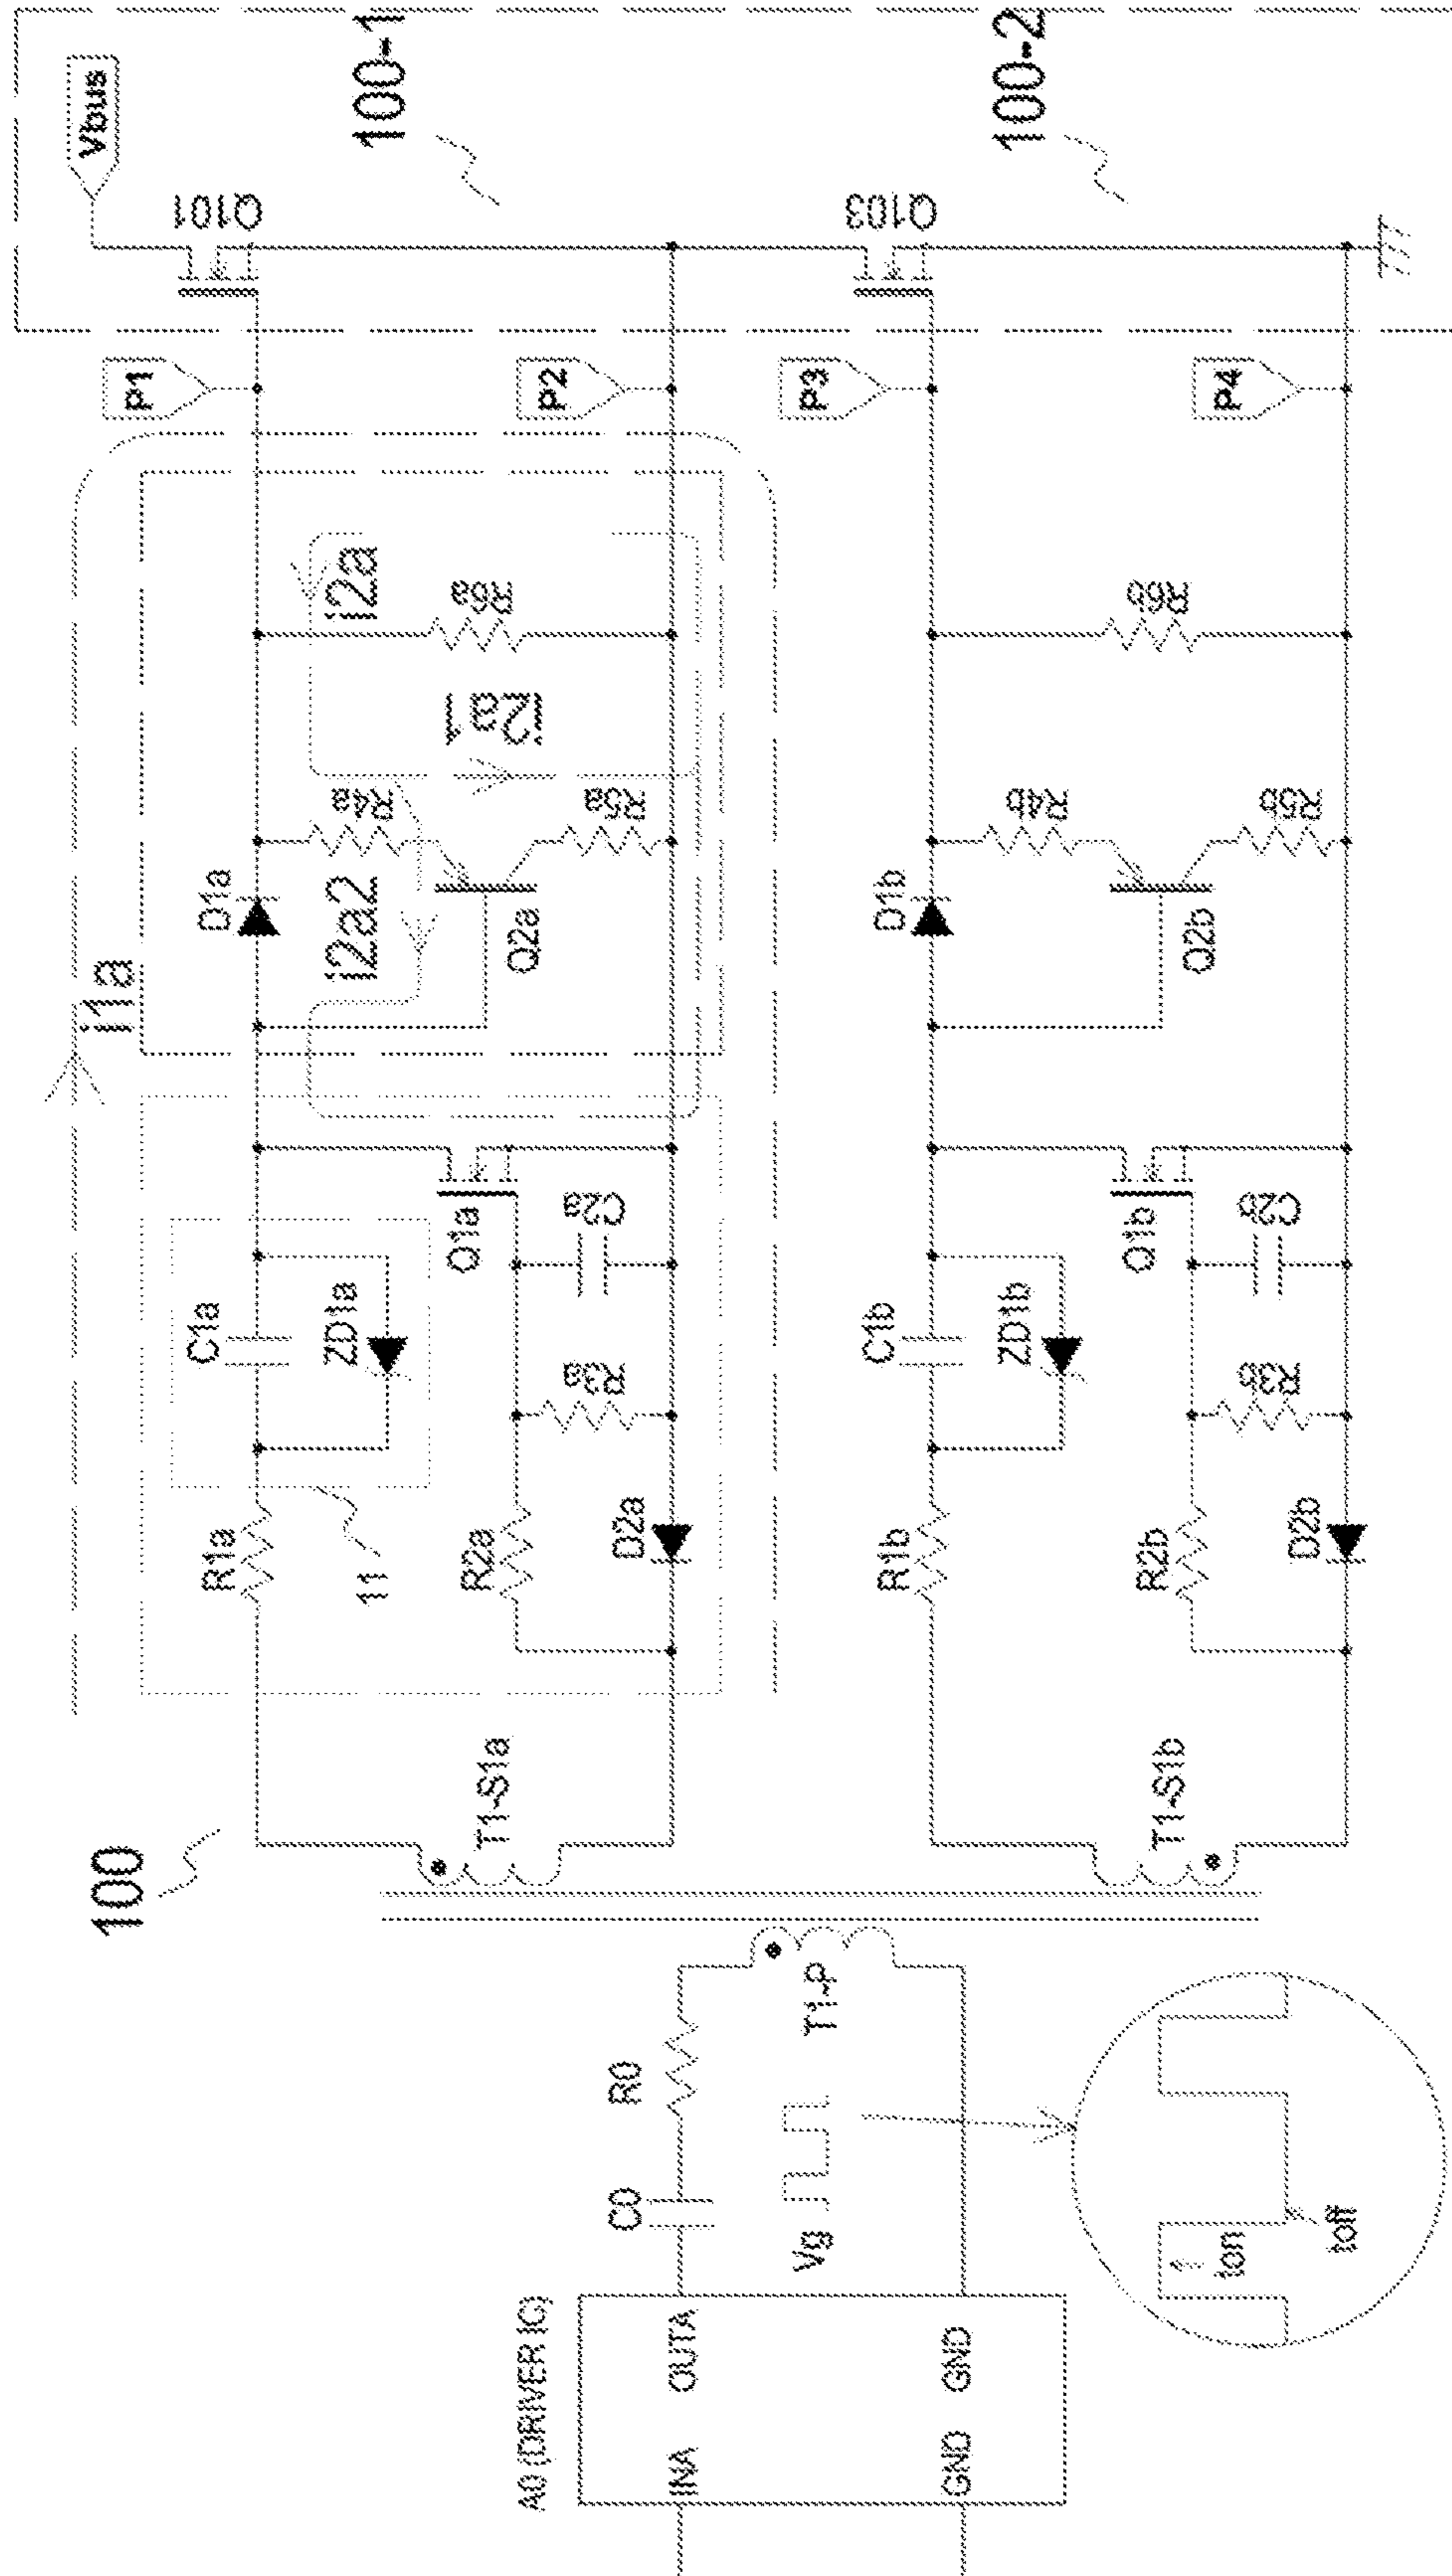 100
100-1
100-2
Vbus
Q101
Q103
P1
P2
P3
P4
i1a
i2a
i2a1
i2a2
R6a
R4a
R5a
D1a
Q2a
Q1a
C2a
C1a
ZD1a
R3a
R1a
11
R2a
D2a
T1-S1a
R6b
R4b
R5b
D1b
Q2b
Q1b
C2b
C1b
ZD1b
R3b
R1b
R2b
D2b
T1-S1b
T1-P
R0
C0
Vg
A0 (DRIVER IC)
INA
OUTA
GND
GND
ton
toff